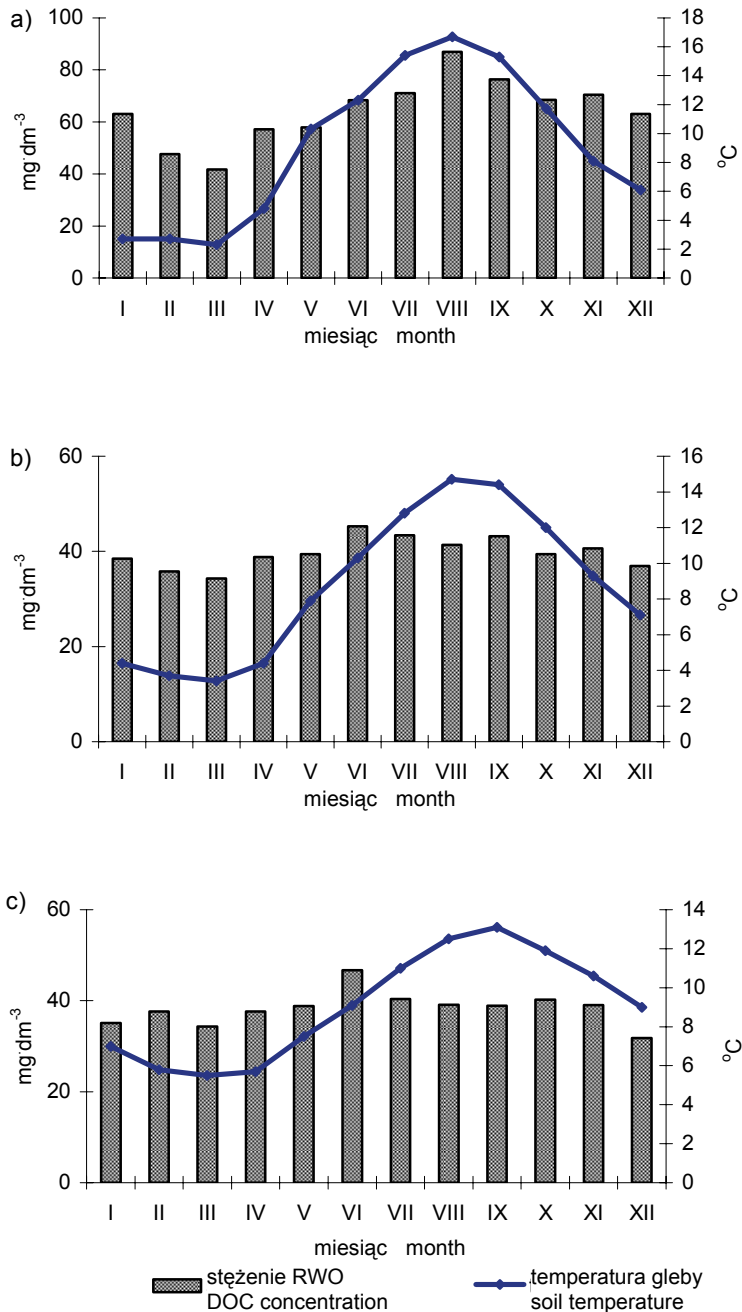 a)
100
80
60
40
20
0
mg·dm-3
18
16
14
12
10
8
6
4
2
0
oC
I II III IV V VI VII VIII IX X XI XII
miesiąc month
b)
60
40
20
0
mg·dm-3
16
14
12
10
8
6
4
2
0
oC
I II III IV V VI VII VIII IX X XI XII
miesiąc month
c)
60
40
20
0
mg·dm-3
14
12
10
8
6
4
2
0
oC
I II III IV V VI VII VIII IX X XI XII
miesiąc month
stężenie RWO
DOC concentration
temperatura gleby
soil temperature